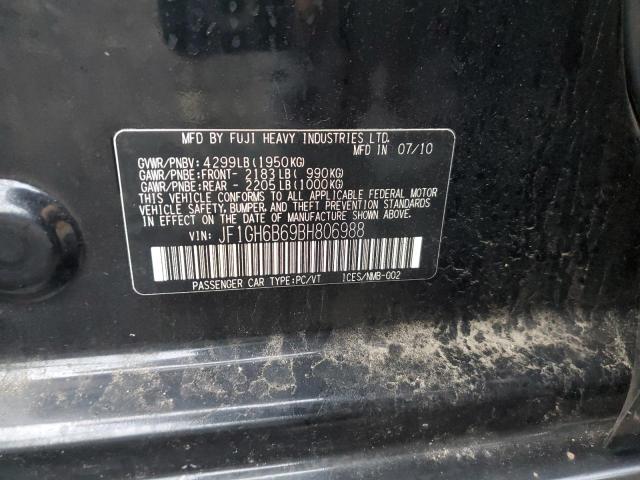 MFD BY FUJI HEAVY INDUSTRIES LTD.
MFD IN 07/10
GVWR/PNBV: 4299LB(1950KG)
GAWR/PNBE:FRONT- 2183LB( 990KG)
GAWR/PNBE:REAR - 2205LB(1000KG)
THIS VEHICLE CONFORMS TO ALL APPLICABLE FEDERAL MOTOR
VEHICLE SAFETY, BUMPER, AND THEFT PREVENTION STANDARDS
IN EFFECT ON THE DATE OF MANUFACTURE SHOWN ABOVE.
VIN: JF1GH6B69BH806988
PASSENGER CAR TYPE:PC/VT ICES/NMB-002